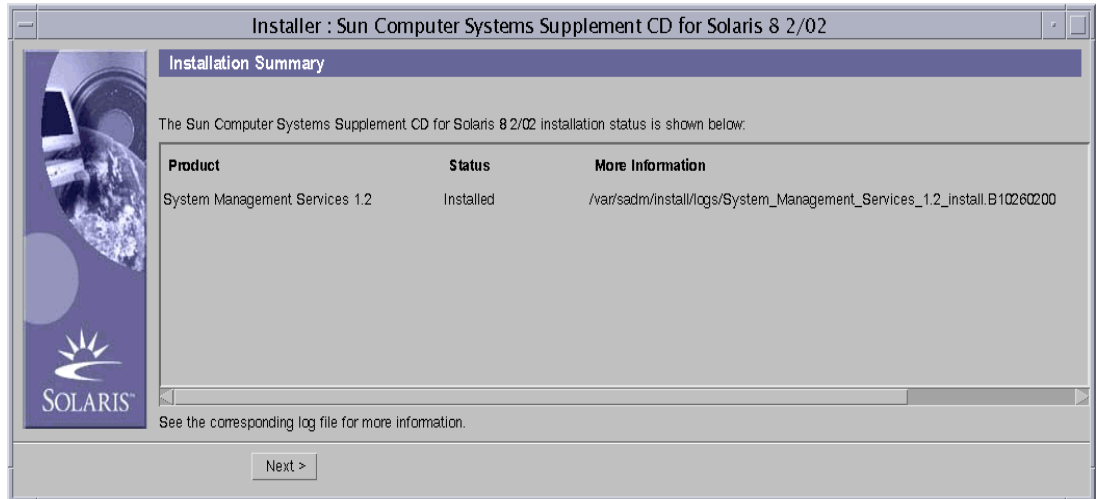 Installer : Sun Computer Systems Supplement CD for Solaris 8 2/02
Installation Summary
The Sun Computer Systems Supplement CD for Solaris 8 2/02 installation status is shown below:
Product Status More Information
System Management Services 1.2 Installed /var/sadm/install/logs/System_Management_Services_1.2_install.B10260200
SOLARIS™
See the corresponding log file for more information.
Next >